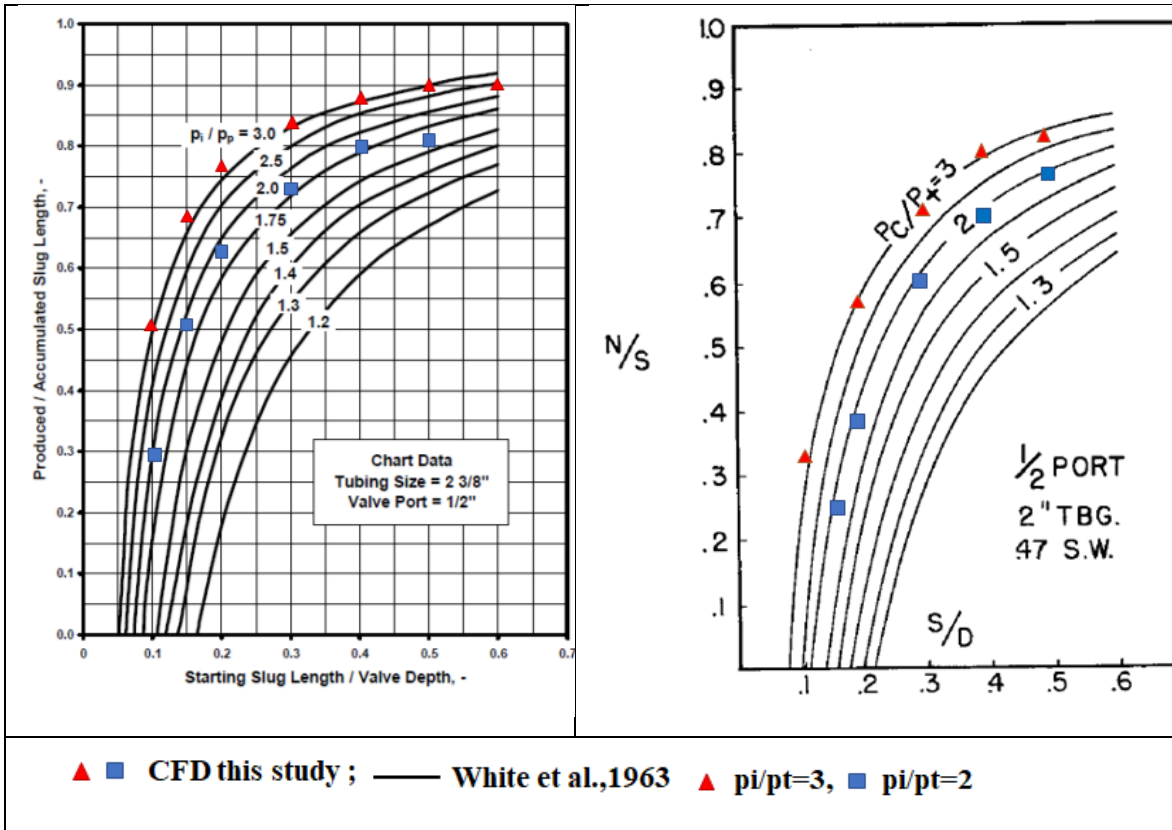 1.0
0.9
0.8
0.7
0.6
0.5
0.4
0.3
0.2
0.1
0.0
0 0.1 0.2 0.3 0.4 0.5 0.6 0.7
Produced / Accumulated Slug Length, -
Starting Slug Length / Valve Depth, -
pi / pp = 3.0
2.5
2.0
1.75
1.5
1.4
1.3
1.2
Chart Data
Tubing Size = 2 3/8"
Valve Port = 1/2"
1.0
.9
.8
.7
.6
.5
.4
.3
.2
.1
.1 .2 .3 .4 .5 .6
N/S
S/D
PC/Pt=3
2
1.5
1.3
1/2 PORT
2" TBG.
.47 S.W.
CFD this study ; White et al.,1963 pi/pt=3, pi/pt=2